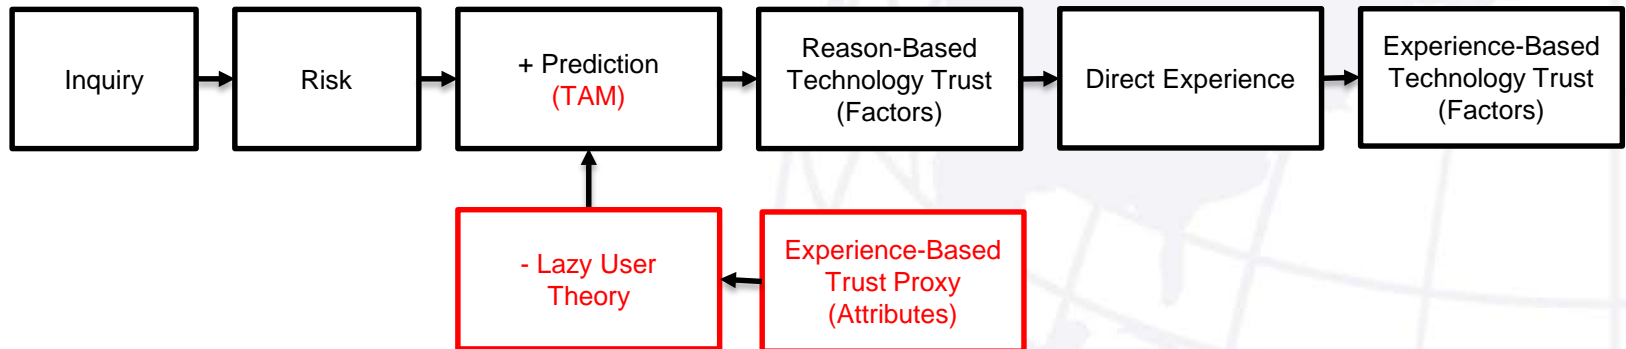 Inquiry
Risk
+ Prediction
(TAM)
Reason-Based
Technology Trust
(Factors)
Direct Experience
Experience-Based
Technology Trust
(Factors)
- Lazy User
Theory
Experience-Based
Trust Proxy
(Attributes)